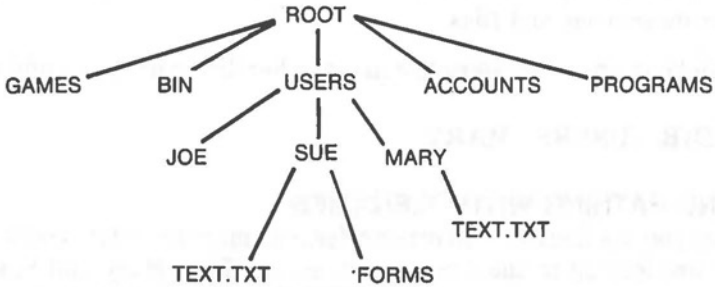 ROOT
GAMES BIN USERS ACCOUNTS PROGRAMS
JOE SUE MARY
TEXT.TXT
TEXT.TXT FORMS